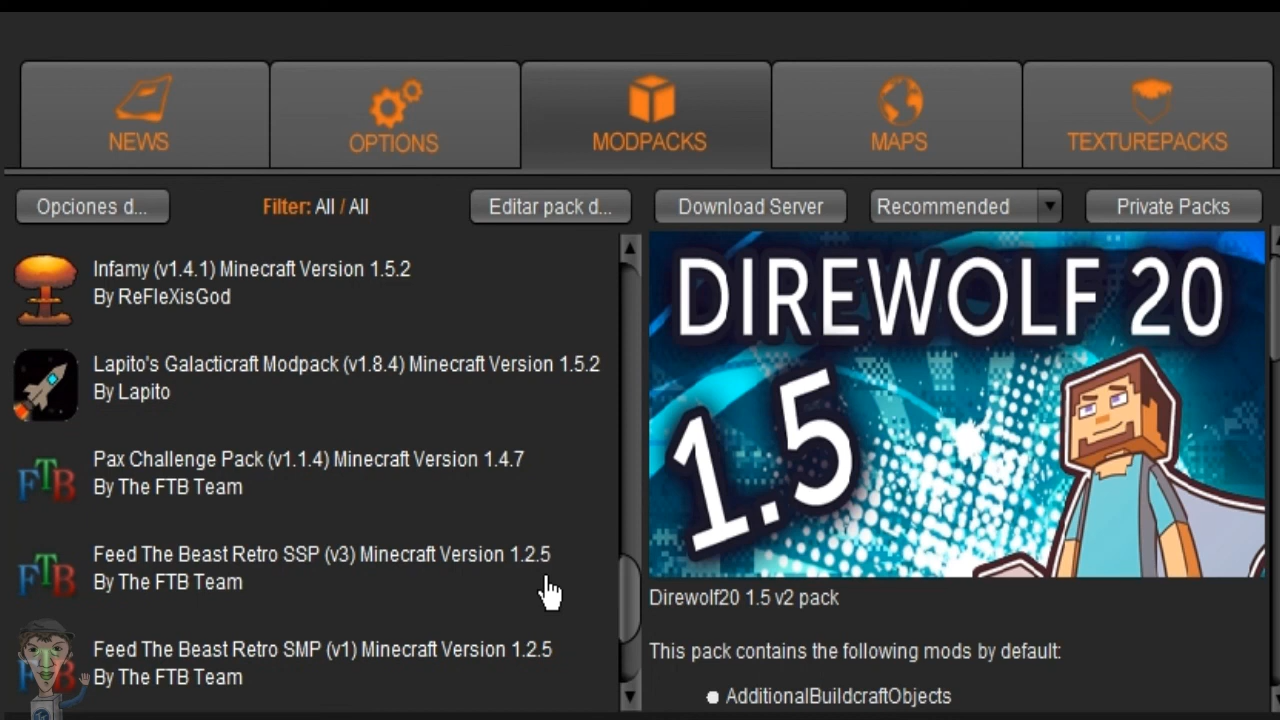 NEWS
OPTIONS
MODPACKS
MAPS
TEXTUREPACKS
Opciones d...
Filter: All / All
Editar pack d...
Download Server
Recommended
Private Packs
Infamy (v1.4.1) Minecraft Version 1.5.2
By ReFleXisGod
Lapito's Galacticraft Modpack (v1.8.4) Minecraft Version 1.5.2
By Lapito
FTB
Pax Challenge Pack (v1.1.4) Minecraft Version 1.4.7
By The FTB Team
FTB
Feed The Beast Retro SSP (v3) Minecraft Version 1.2.5
By The FTB Team
Feed The Beast Retro SMP (v1) Minecraft Version 1.2.5
By The FTB Team
DIREWOLF 20
1.5
Direwolf20 1.5 v2 pack
This pack contains the following mods by default:
AdditionalBuildcraftObjects